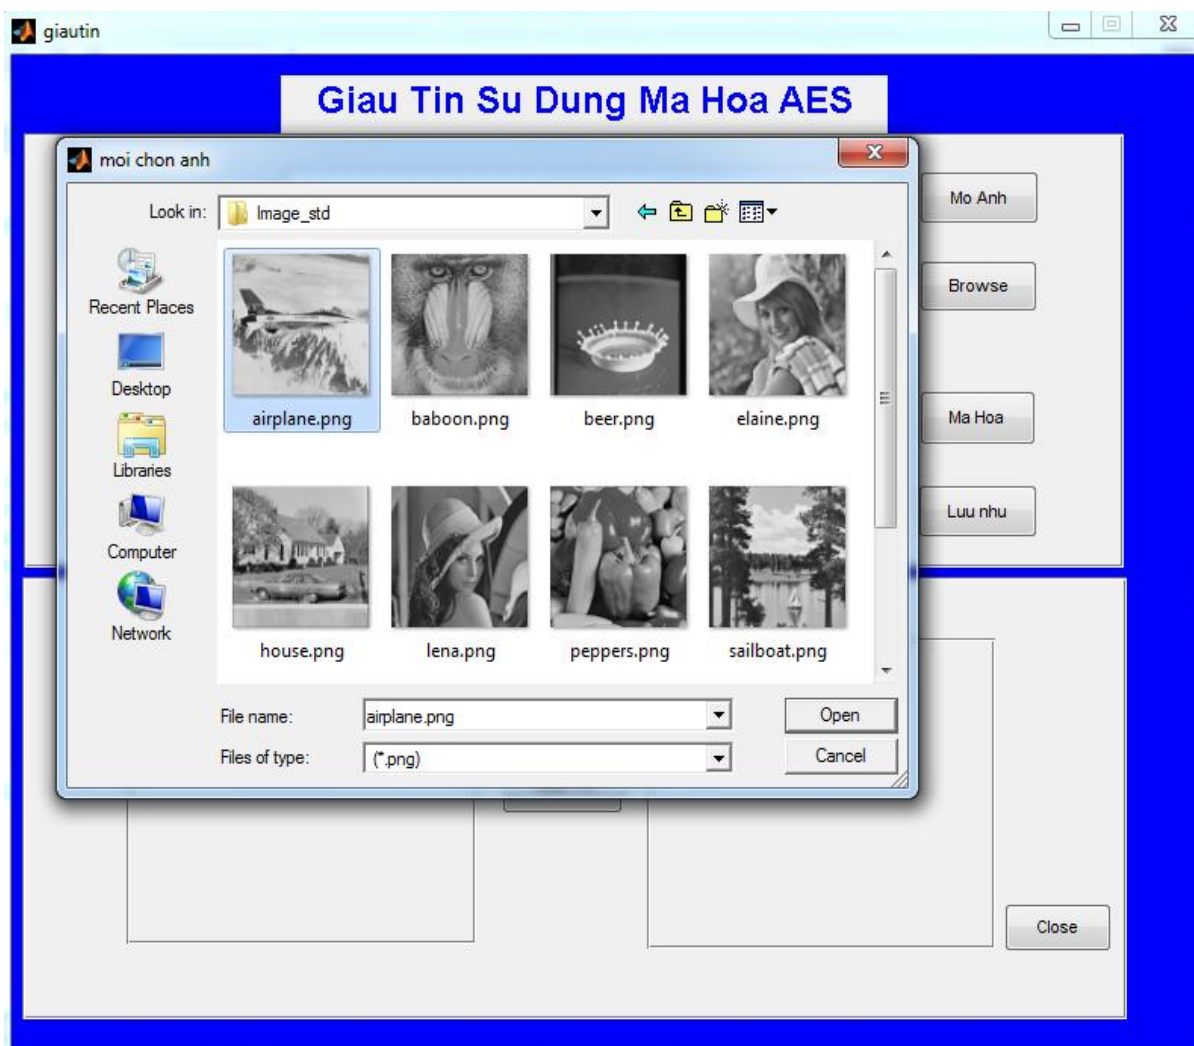 giautin
Giau Tin Su Dung Ma Hoa AES
moi chon anh
Look in:
Image_std
Recent Places
Desktop
Libraries
Computer
Network
airplane.png
baboon.png
beer.png
elaine.png
house.png
lena.png
peppers.png
sailboat.png
File name:
airplane.png
Open
Files of type:
(*.png)
Cancel
Mo Anh
Browse
Ma Hoa
Luu nhu
Close